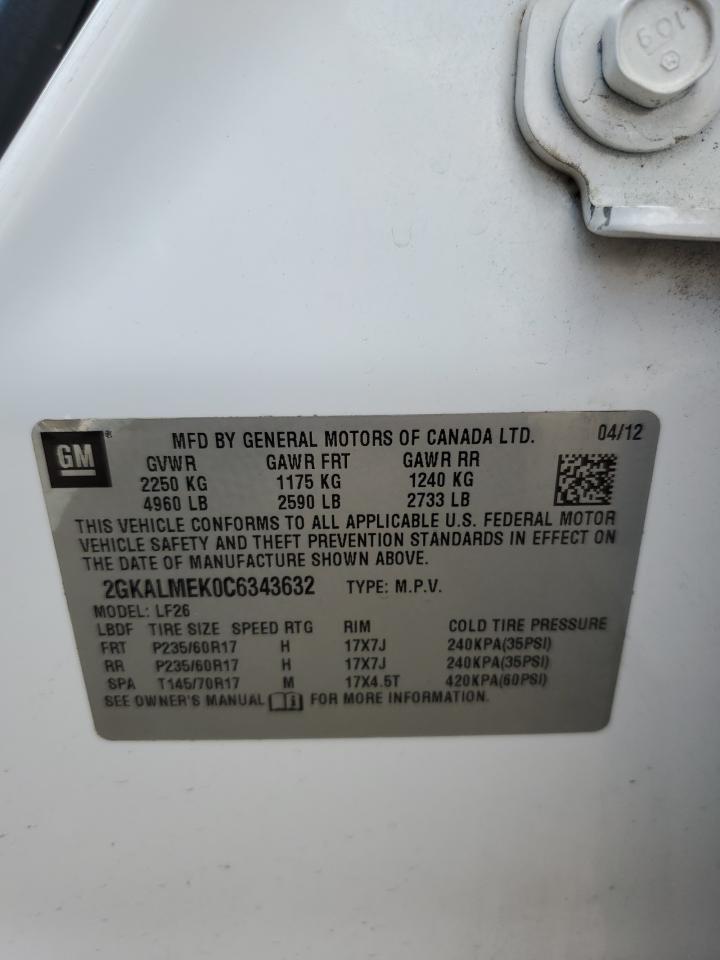 .109
GM ® MFD BY GENERAL MOTORS OF CANADA LTD. 04/12
GVWR GAWR FRT GAWR RR
2250 KG 1175 KG 1240 KG
4960 LB 2590 LB 2733 LB
THIS VEHICLE CONFORMS TO ALL APPLICABLE U.S. FEDERAL MOTOR
VEHICLE SAFETY AND THEFT PREVENTION STANDARDS IN EFFECT ON
THE DATE OF MANUFACTURE SHOWN ABOVE.
2GKALMEK0C6343632 TYPE: M.P.V.
MODEL: LF26
LBDF TIRE SIZE SPEED RTG RIM COLD TIRE PRESSURE
FRT P235/60R17 H 17X7J 240KPA(35PSI)
RR P235/60R17 H 17X7J 240KPA(35PSI)
SPA T145/70R17 M 17X4.5T 420KPA(60PSI)
SEE OWNER'S MANUAL FOR MORE INFORMATION.